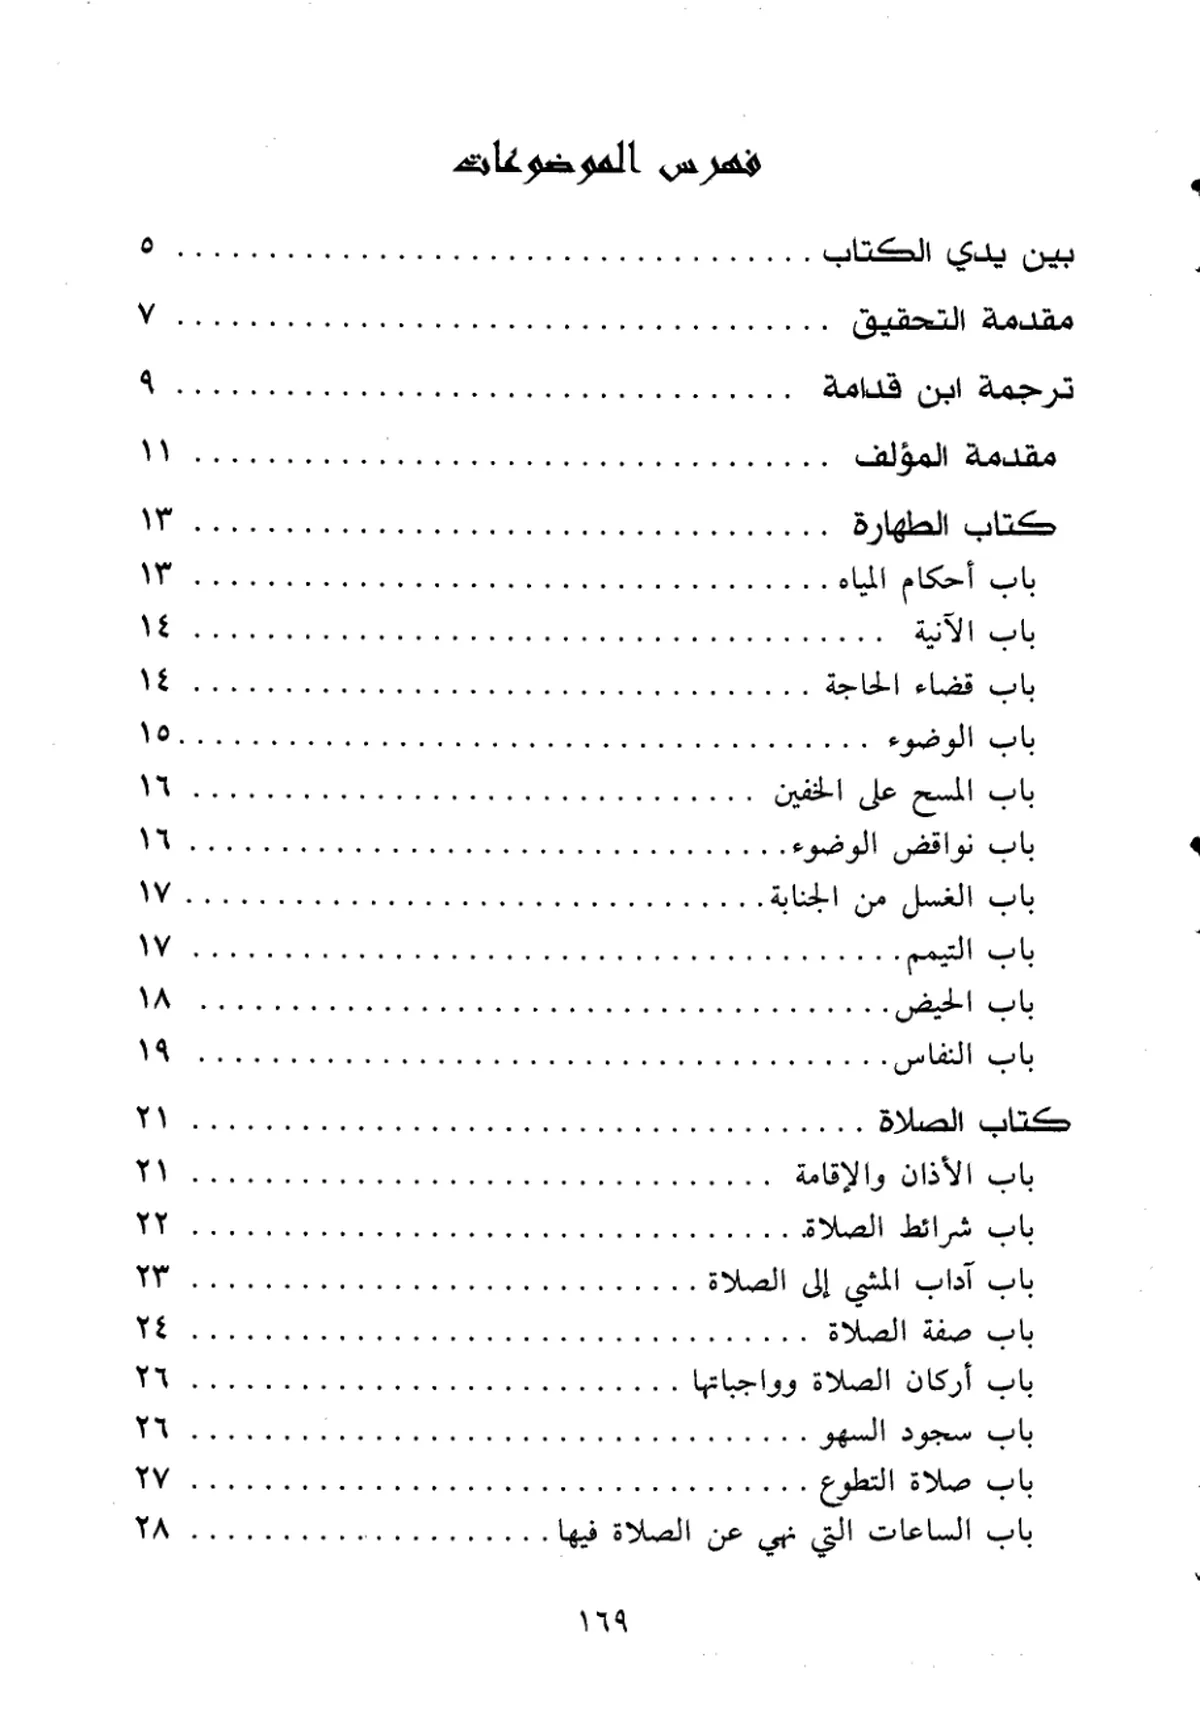 فهرس الموضوعات
بين يدي الكتاب ................................... ٥
مقدمة التحقيق .................................... ٧
ترجمة ابن قدامة .................................. ٩
مقدمة المؤلف ................................... ١١
كتاب الطهارة ................................... ١٣
باب أحكام المياه ................................... ١٣
باب الآنية ...................................... ١٤
باب قضاء الحاجة .................................. ١٤
باب الوضوء ...................................... ١٥
باب المسح على الخفين ............................... ١٦
باب نواقض الوضوء ................................. ١٦
باب الغسل من الجنابة ................................ ١٧
باب التيمم ....................................... ١٧
باب الحيض ...................................... ١٨
باب النفاس ...................................... ١٩
كتاب الصلاة ..................................... ٢١
باب الأذان والإقامة ................................ ٢١
باب شرائط الصلاة ................................. ٢٢
باب آداب المشي إلى الصلاة ............................ ٢٣
باب صفة الصلاة .................................. ٢٤
باب أركان الصلاة وواجباتها ........................... ٢٦
باب سجود السهو .................................. ٢٦
باب صلاة التطوع .................................. ٢٧
باب الساعات التي نهي عن الصلاة فيها .................... ٢٨
١٦٩